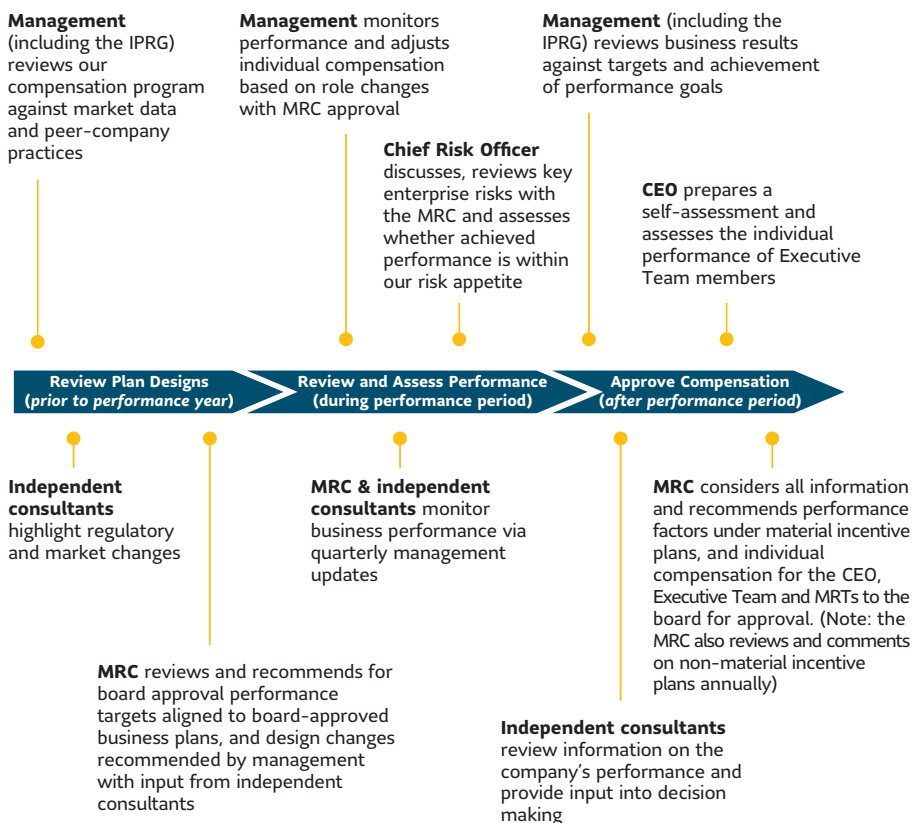 Management
(including the IPRG)
reviews our
compensation program
against market data
and peer-company
practices
Management monitors
performance and adjusts
individual compensation
based on role changes
with MRC approval
Chief Risk Officer
discusses, reviews key
enterprise risks with
the MRC and assesses
whether achieved
performance is within
our risk appetite
Management (including the
IPRG) reviews business results
against targets and achievement
of performance goals
CEO prepares a
self-assessment and
assesses the individual
performance of Executive
Team members
Review Plan Designs
(prior to performance year)
Review and Assess Performance
(during performance period)
Approve Compensation
(after performance period)
Independent
consultants
highlight regulatory
and market changes
MRC reviews and recommends for
board approval performance
targets aligned to board-approved
business plans, and design changes
recommended by management
with input from independent
consultants
MRC & independent
consultants monitor
business performance via
quarterly management
updates
Independent consultants
review information on the
company’s performance and
provide input into decision
making
MRC considers all information
and recommends performance
factors under material incentive
plans, and individual
compensation for the CEO,
Executive Team and MRTs to the
board for approval. (Note: the
MRC also reviews and comments
on non-material incentive
plans annually)